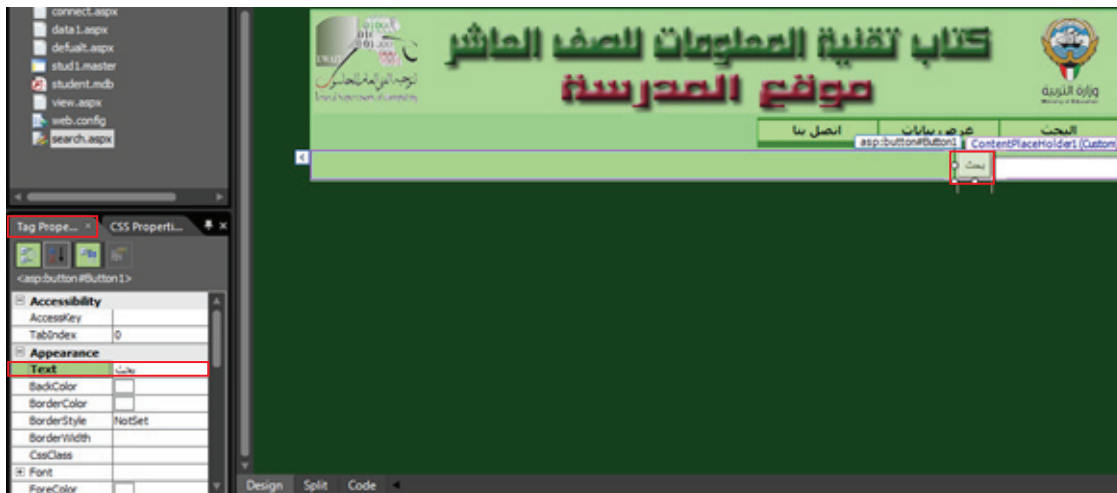 connect.aspx
data1.aspx
defualt.aspx
stud1.master
student.mdb
view.aspx
web.config
search.aspx
Tag Prope... ×
CSS Properti...
<asp:button#Button1>
Accessibility
AccessKey
TabIndex 0
Appearance
Text بحث
BackColor
BorderColor
BorderStyle NotSet
BorderWidth
CssClass
Font
ForeColor
كتاب تقنية المعلومات للصف العاشر
موقع المدرسة
وزارة التربية
Ministry of Education
البحث عرض بيانات اتصل بنا
asp:button#Button1 ContentPlaceHolder1 (Custom)
بحث
Design Split Code